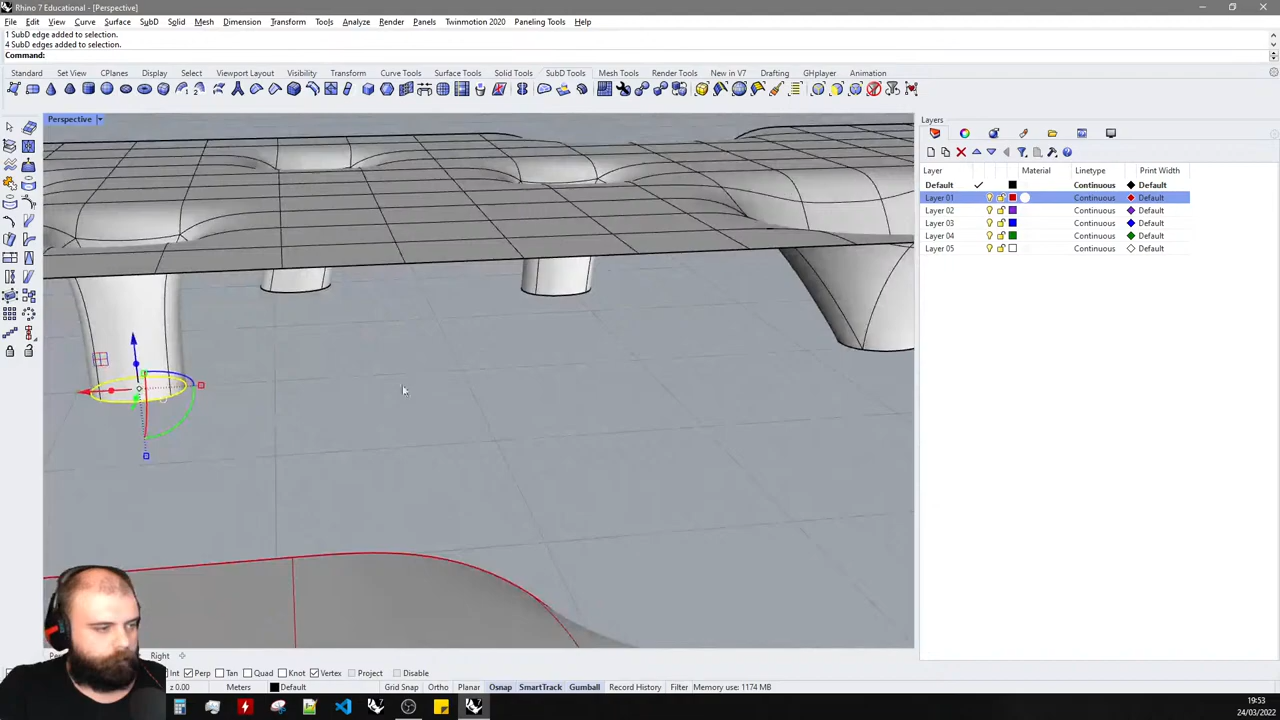 Rhino 7 Educational - [Perspective]
File Edit View Curve Surface SubD Solid Mesh Dimension Transform Tools Analyze Render Panels Twinmotion 2020 Paneling Tools Help
1 SubD edge added to selection.
4 SubD edges added to selection.
Command:
Standard Set View CPlanes Display Select Viewport Layout Visibility Transform Curve Tools Surface Tools Solid Tools SubD Tools Mesh Tools Render Tools New in V7 Drafting GHplayer Animation
Perspective
Layers
Layer Material Linetype Print Width
Default Continuous Default
Layer 01 Continuous Default
Layer 02 Continuous Default
Layer 03 Continuous Default
Layer 04 Continuous Default
Layer 05 Continuous Default
Right
Int Perp Tan Quad Knot Vertex Project Disable
z 0.00 Meters Default Grid Snap Ortho Planar Osnap SmartTrack Gumball Record History Filter Memory use: 1174 MB
19:53
24/03/2022